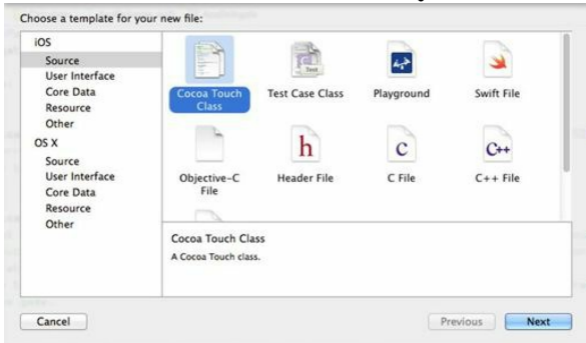 Choose a template for your new file:
iOS
Source
User Interface
Core Data
Resource
Other
OS X
Source
User Interface
Core Data
Resource
Other
Cocoa Touch
Class
Test Case Class
Playground
Swift File
Objective-C
File
Header File
C File
C++ File
Test
h
C
C++
Cocoa Touch Class
A Cocoa Touch class.
Cancel
Previous
Next